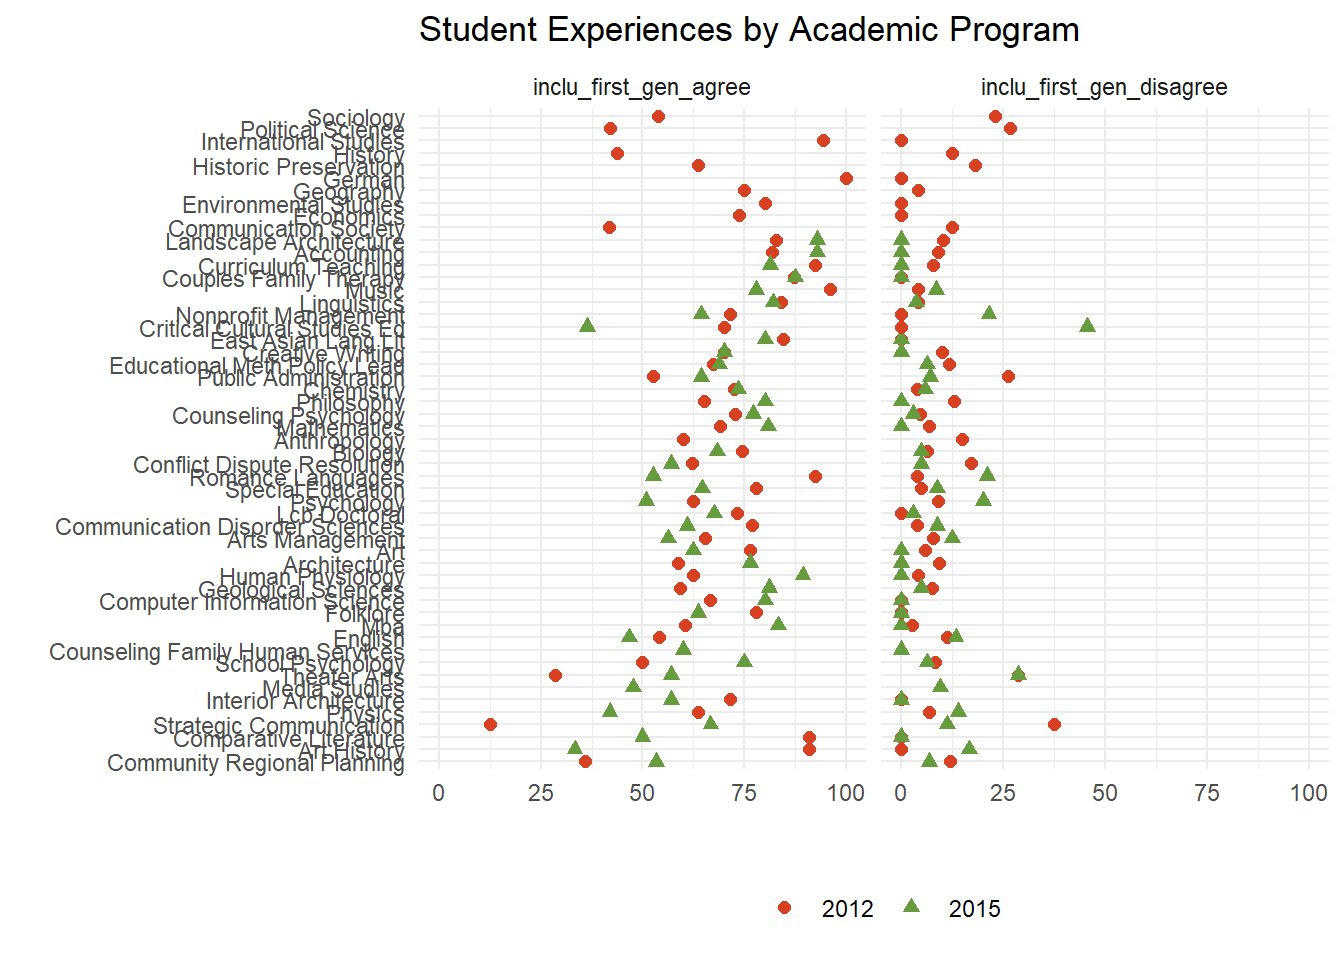 Student Experiences by Academic Program
inclu_first_gen_agree
inclu_first_gen_disagree
Sociology
Political Science
International Studies
History
Historic Preservation
German
Geography
Environmental Studies
Economics
Communication Society
Landscape Architecture
Accounting
Curriculum Teaching
Couples Family Therapy
Music
Linguistics
Nonprofit Management
Critical Cultural Studies Ed
East Asian Lang Lit
Creative Writing
Educational Meth Policy Lead
Public Administration
Chemistry
Philosophy
Counseling Psychology
Mathematics
Anthropology
Biology
Conflict Dispute Resolution
Romance Languages
Special Education
Psychology
Lcb Doctoral
Communication Disorder Sciences
Arts Management
Art
Architecture
Human Physiology
Geological Sciences
Computer Information Science
Folklore
Mba
English
Counseling Family Human Services
School Psychology
Theater Arts
Media Studies
Interior Architecture
Physics
Strategic Communication
Comparative Literature
Art History
Community Regional Planning
0 25 50 75 100
0 25 50 75 100
2012 2015